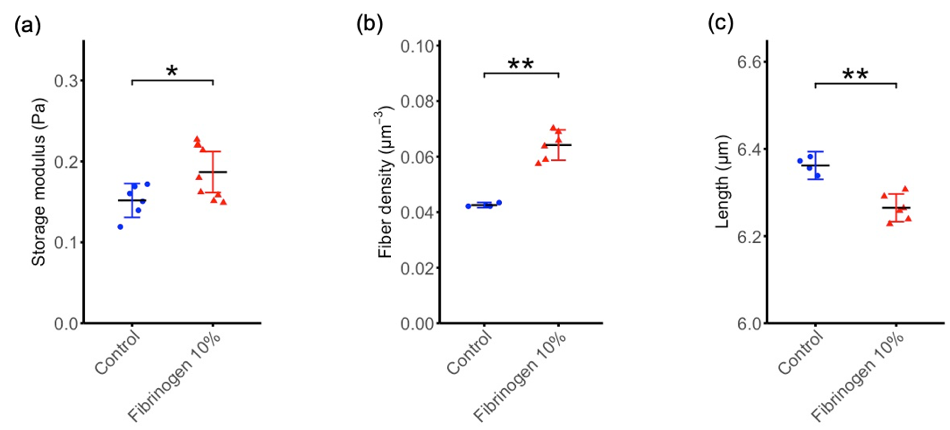 (a)
Storage modulus (Pa)
0.3
0.2
0.1
0.0
*
Control
Fibrinogen 10%
(b)
Fiber density (µm⁻³)
0.10
0.08
0.06
0.04
0.02
0.00
**
Control
Fibrinogen 10%
(c)
Length (µm)
6.6
6.4
6.2
6.0
**
Control
Fibrinogen 10%